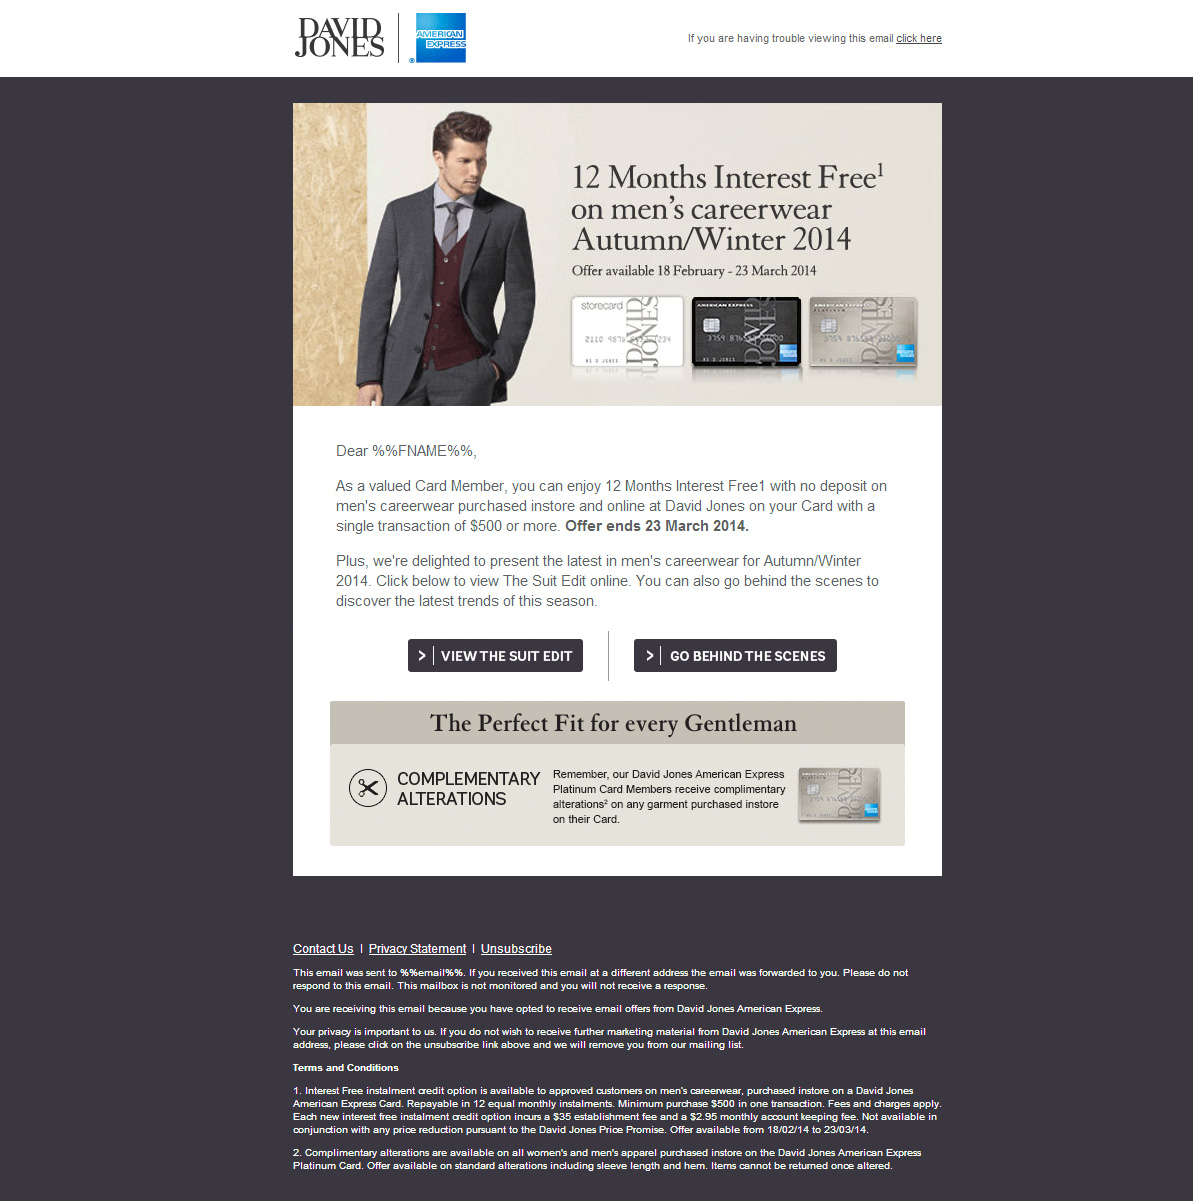 DAVID
JONES
AMERICAN
EXPRESS
®
If you are having trouble viewing this email click here
12 Months Interest Free1
on men's careerwear
Autumn/Winter 2014
Offer available 18 February - 23 March 2014
storecard
DAVID JONES
MS D JONES
AMERICAN EXPRESS
DAVID JONES
MS D JONES
AMERICAN EXPRESS
PLATINUM
DAVID JONES
MS D JONES
Dear %%FNAME%%,
As a valued Card Member, you can enjoy 12 Months Interest Free1 with no deposit on
men's careerwear purchased instore and online at David Jones on your Card with a
single transaction of $500 or more. Offer ends 23 March 2014.
Plus, we're delighted to present the latest in men's careerwear for Autumn/Winter
2014. Click below to view The Suit Edit online. You can also go behind the scenes to
discover the latest trends of this season.
> | VIEW THE SUIT EDIT
> | GO BEHIND THE SCENES
The Perfect Fit for every Gentleman
COMPLEMENTARY
ALTERATIONS
Remember, our David Jones American Express
Platinum Card Members receive complimentary
alterations2 on any garment purchased instore
on their Card.
Contact Us | Privacy Statement | Unsubscribe
This email was sent to %%email%%. If you received this email at a different address the email was forwarded to you. Please do not
respond to this email. This mailbox is not monitored and you will not receive a response.
You are receiving this email because you have opted to receive email offers from David Jones American Express.
Your privacy is important to us. If you do not wish to receive further marketing material from David Jones American Express at this email
address, please click on the unsubscribe link above and we will remove you from our mailing list.
Terms and Conditions
1. Interest Free instalment credit option is available to approved customers on men's careerwear, purchased instore on a David Jones
American Express Card. Repayable in 12 equal monthly instalments. Minimum purchase $500 in one transaction. Fees and charges apply.
Each new interest free instalment credit option incurs a $35 establishment fee and a $2.95 monthly account keeping fee. Not available in
conjunction with any price reduction pursuant to the David Jones Price Promise. Offer available from 18/02/14 to 23/03/14.
2. Complimentary alterations are available on all women's and men's apparel purchased instore on the David Jones American Express
Platinum Card. Offer available on standard alterations including sleeve length and hem. Items cannot be returned once altered.